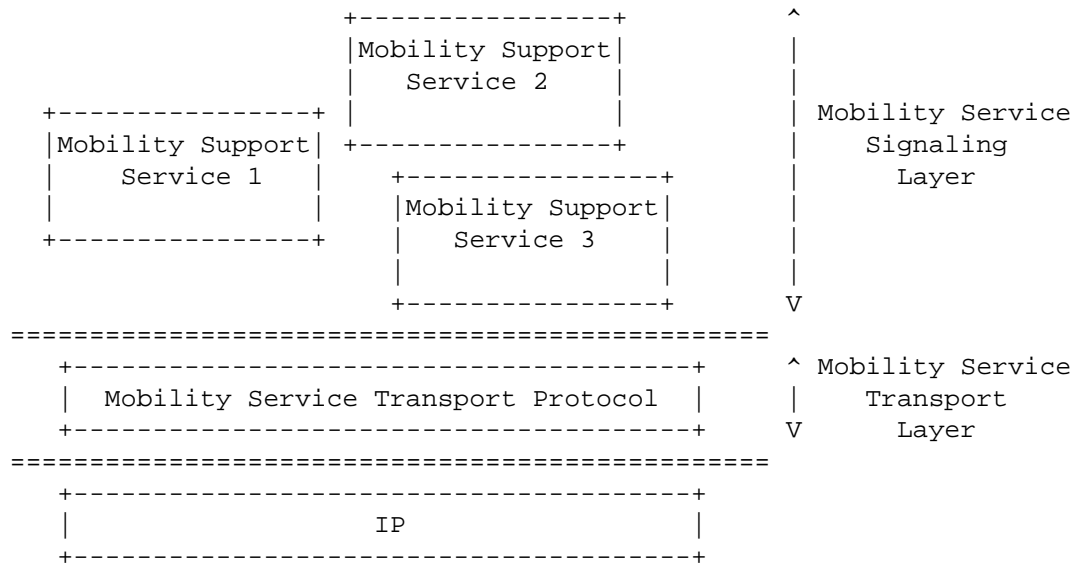 Mobility Support
Service 2
Mobility Support
Service 1
Mobility Support
Service 3
Mobility Service
Signaling
Layer
Mobility Service Transport Protocol
Mobility Service
Transport
Layer
IP